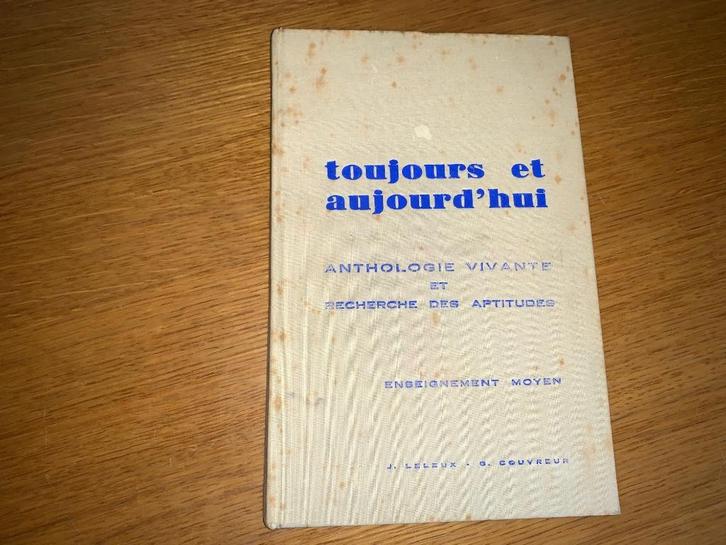 toujours et
aujourd'hui
ANTHOLOGIE VIVANTE
ET
RECHERCHE DES APTITUDES
ENSEIGNEMENT MOYEN
J. LELEUX - G. COUVREUR